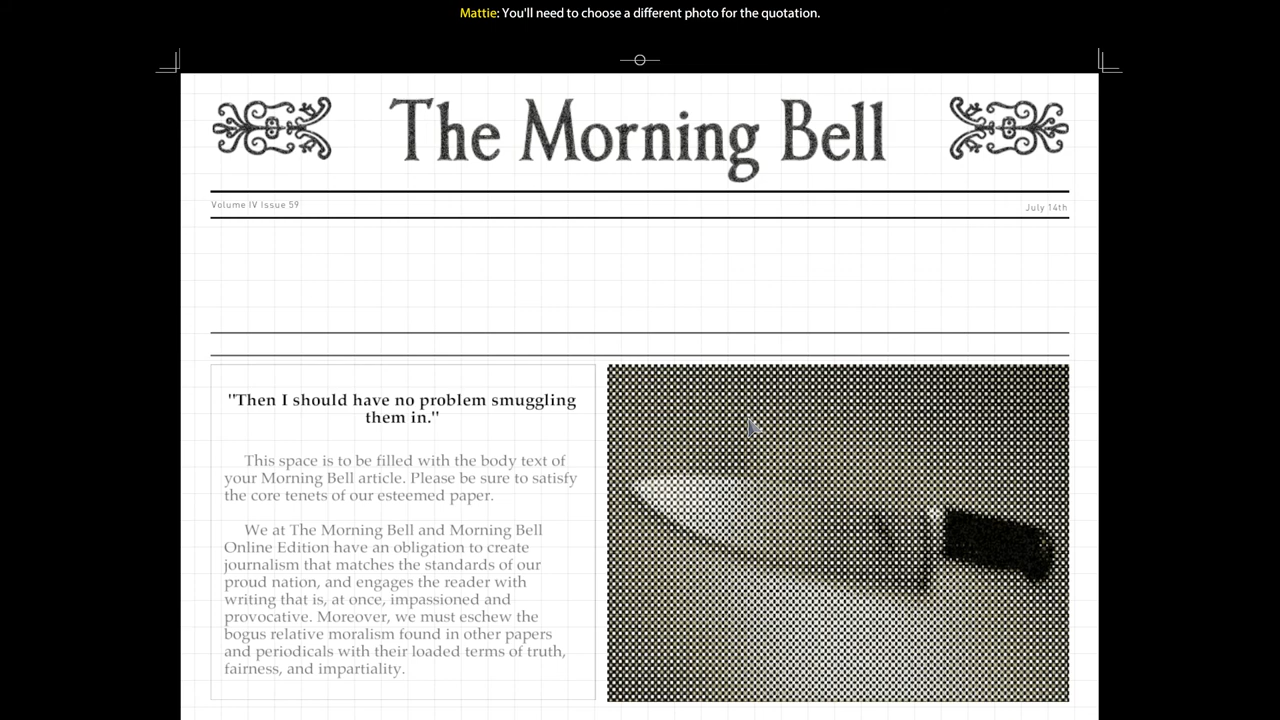 Mattie: You'll need to choose a different photo for the quotation.
The Morning Bell
Volume IV Issue 59
July 14th
"Then I should have no problem smuggling
them in."
This space is to be filled with the body text of
your Morning Bell article. Please be sure to satisfy
the core tenets of our esteemed paper.
We at The Morning Bell and Morning Bell
Online Edition have an obligation to create
journalism that matches the standards of our
proud nation, and engages the reader with
writing that is, at once, impassioned and
provocative. Moreover, we must eschew the
bogus relative moralism found in other papers
and periodicals with their loaded terms of truth,
fairness, and impartiality.